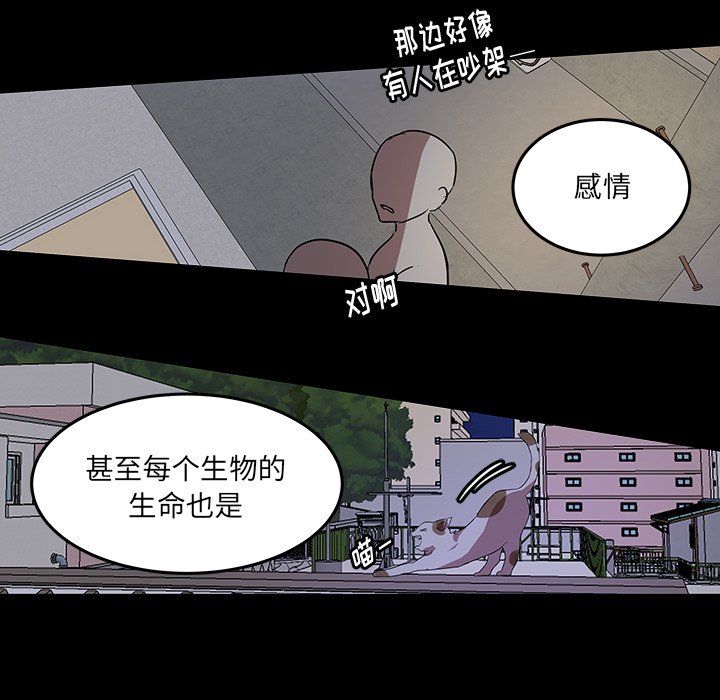 那边好像
有人在吵架—
感情
对啊
甚至每个生物的
生命也是
喵—